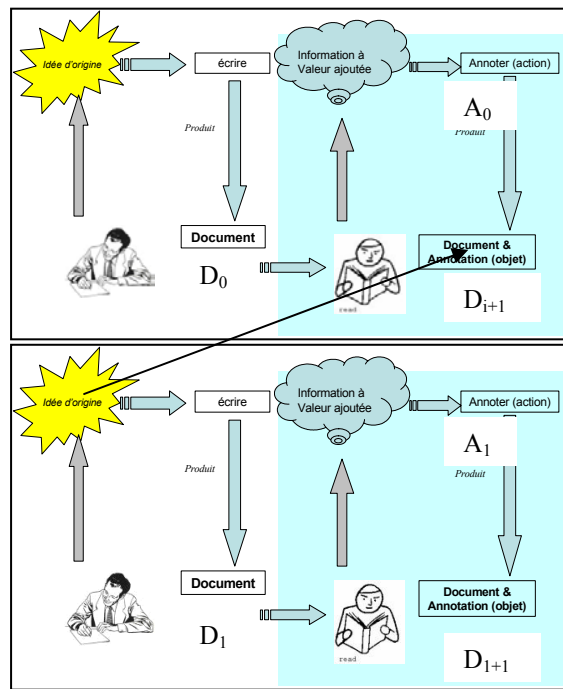 Idée d'origine
écrire
Information à
Valeur ajoutée
Annoter (action)
A0
Produit
Produit
Document
Document &
Annotation (objet)
D0
Di+1
read
Idée d'origine
écrire
Information à
Valeur ajoutée
Annoter (action)
A1
Produit
Produit
Document
Document &
Annotation (objet)
D1
D1+1
read